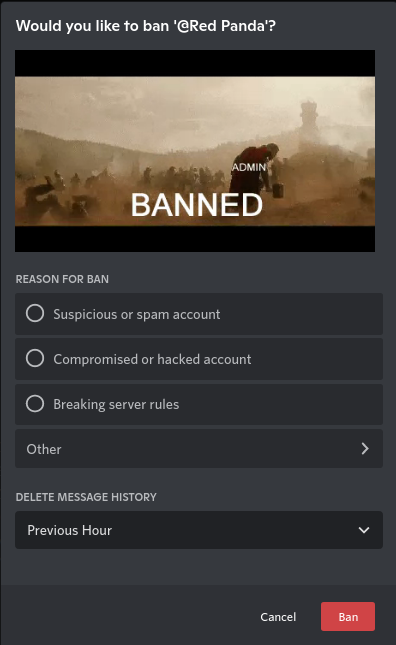 Would you like to ban '@Red Panda'?
ADMIN
BANNED
REASON FOR BAN
Suspicious or spam account
Compromised or hacked account
Breaking server rules
Other
DELETE MESSAGE HISTORY
Previous Hour
Cancel Ban